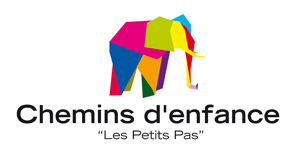 Chemins d'enfance
“Les Petits Pas”